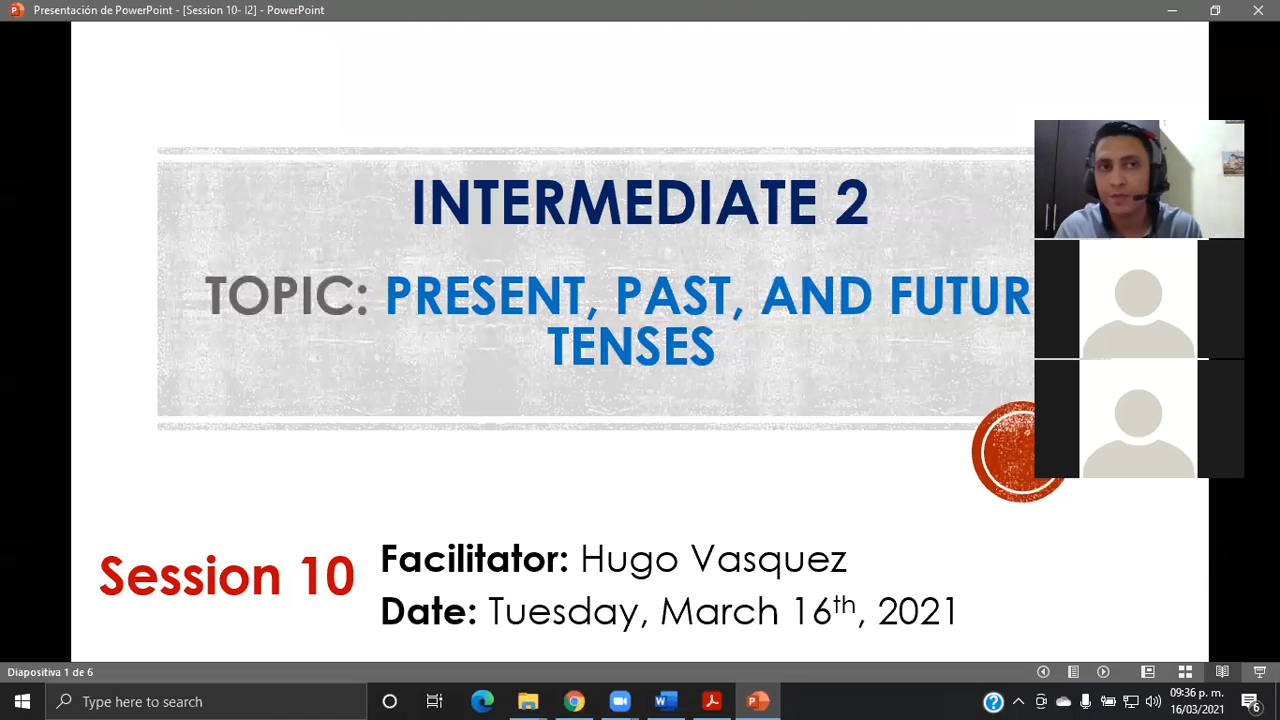 Presentación de PowerPoint - [Session 10- I2] - PowerPoint
INTERMEDIATE 2
TOPIC: PRESENT, PAST, AND FUTUR
TENSES
Session 10
Facilitator: Hugo Vasquez
Date: Tuesday, March 16th, 2021
Diapositiva 1 de 6
Type here to search
09:36 p. m.
16/03/2021
6